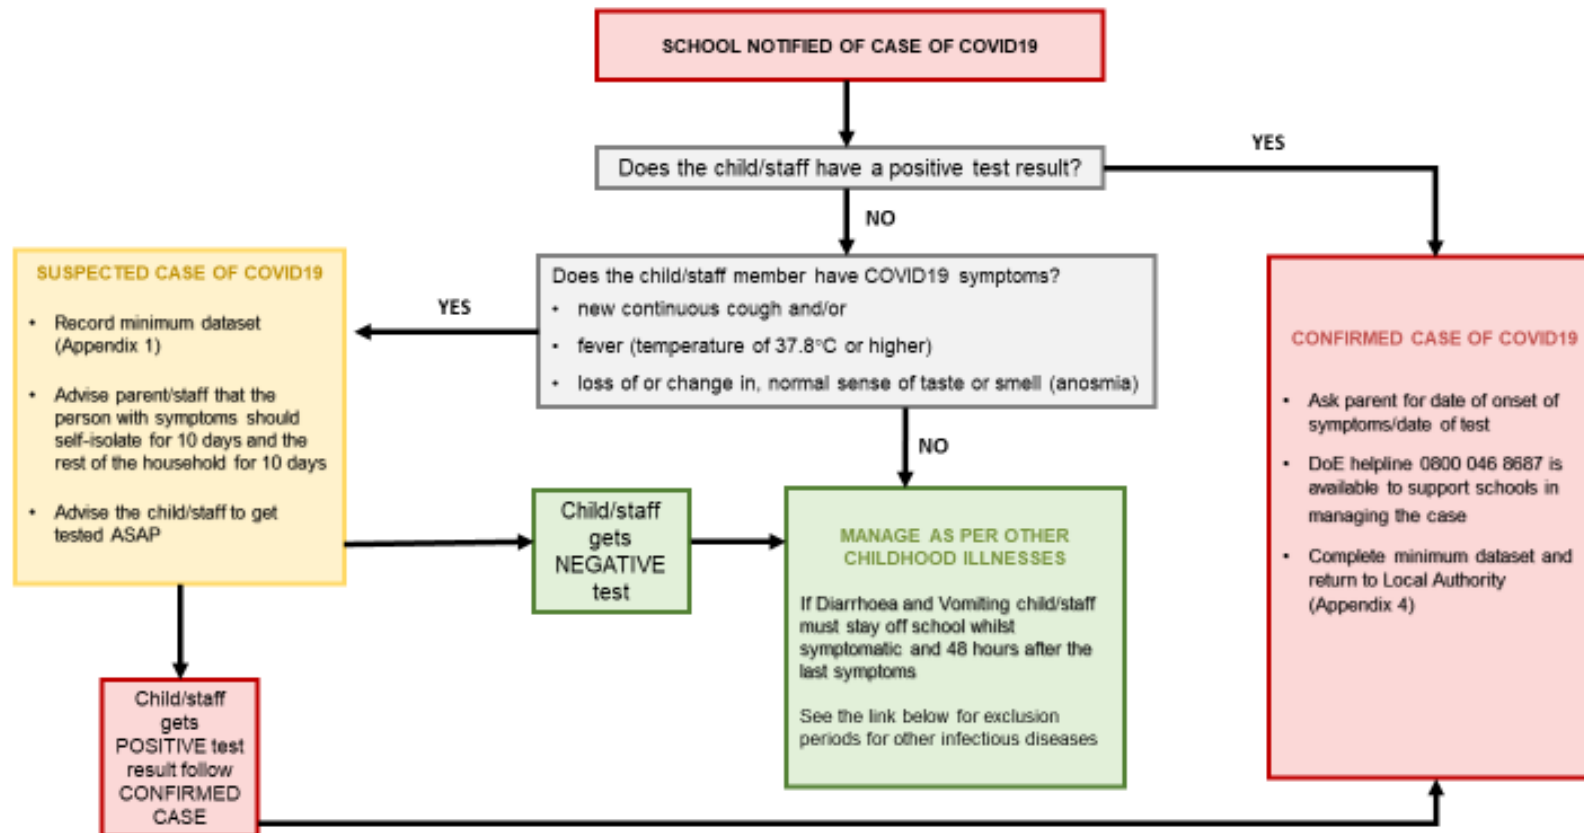 SCHOOL NOTIFIED OF CASE OF COVID19
YES
Does the child/staff have a positive test result?
NO
SUSPECTED CASE OF COVID19
• Record minimum dataset
(Appendix 1)
• Advise parent/staff that the
person with symptoms should
self-isolate for 10 days and the
rest of the household for 10 days
• Advise the child/staff to get
tested ASAP
YES
Does the child/staff member have COVID19 symptoms?
• new continuous cough and/or
• fever (temperature of 37.8°C or higher)
• loss of or change in, normal sense of taste or smell (anosmia)
NO
CONFIRMED CASE OF COVID19
• Ask parent for date of onset of
symptoms/date of test
• DoE helpline 0800 046 8687 is
available to support schools in
managing the case
• Complete minimum dataset and
return to Local Authority
(Appendix 4)
Child/staff
gets
NEGATIVE
test
MANAGE AS PER OTHER
CHILDHOOD ILLNESSES
If Diarrhoea and Vomiting child/staff
must stay off school whilst
symptomatic and 48 hours after the
last symptoms
See the link below for exclusion
periods for other infectious diseases
Child/staff
gets
POSITIVE test
result follow
CONFIRMED
CASE